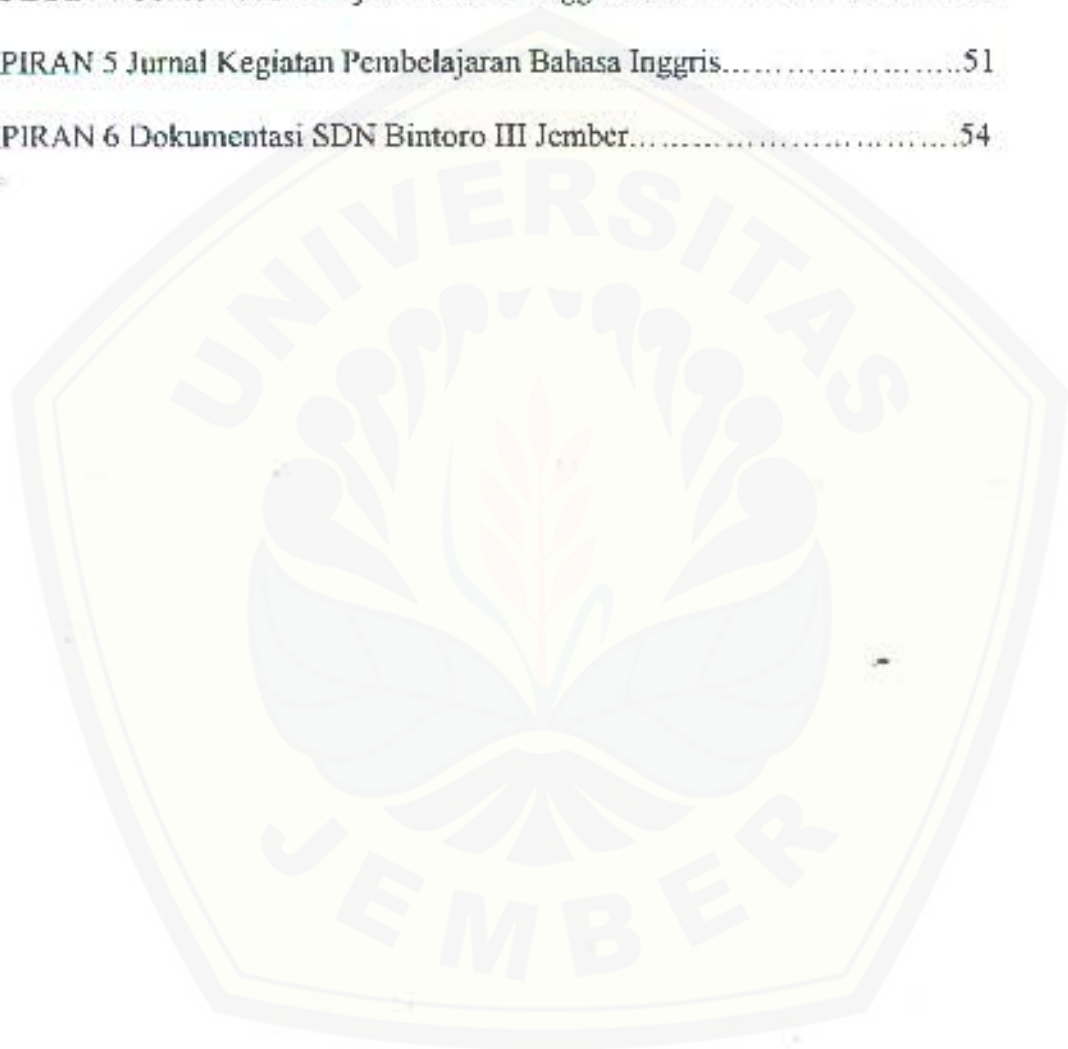 PIRAN 5 Jurnal Kegiatan Pembelajaran Bahasa Inggris........................51
PIRAN 6 Dokumentasi SDN Bintoro III Jember..................................54
UNIVERSITAS
JEMBER